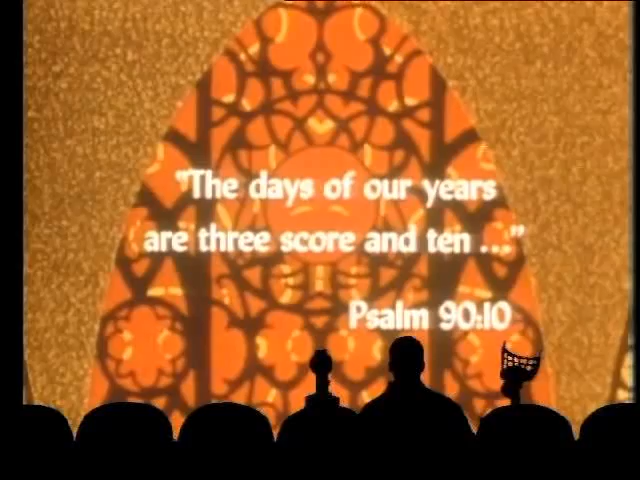 "The days of our years
are three score and ten ..."
Psalm 90:10